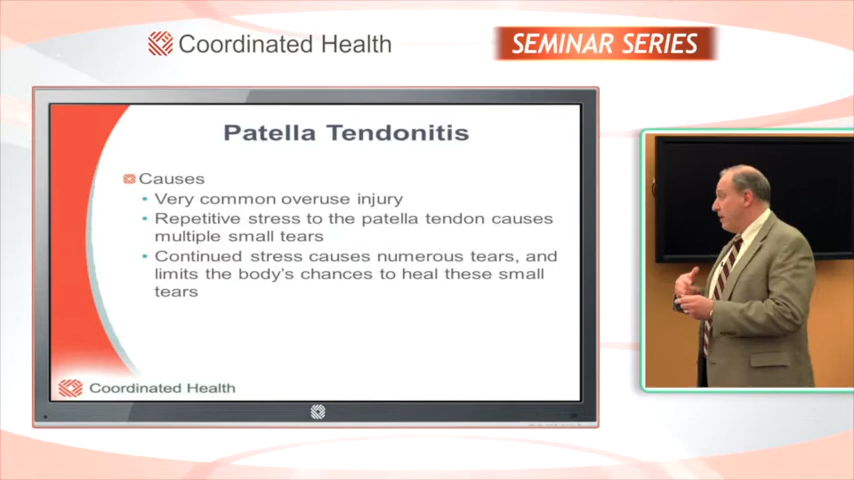 Coordinated Health
SEMINAR SERIES
Patella Tendonitis
Causes
Very common overuse injury
Repetitive stress to the patella tendon causes
multiple small tears
Continued stress causes numerous tears, and
limits the body's chances to heal these small
tears
Coordinated Health